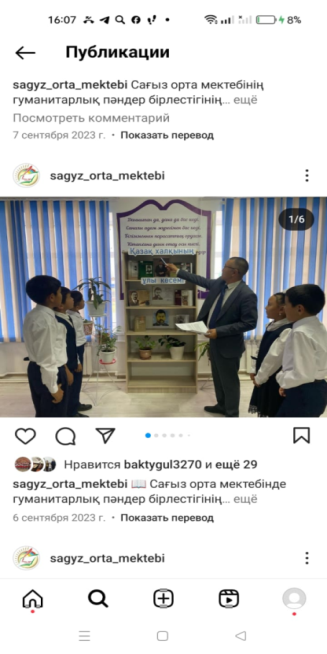 16:07
8%
Публикации
sagyz_orta_mektebi Сағыз орта мектебінің
гуманитарлық пәндер бірлестігінің... ещё
Посмотреть комментарий
7 сентября 2023 г. • Показать перевод
sagyz_orta_mektebi
1/6
Қазақ халқының
ұлы
Нравится baktygul3270 и ещё 29
sagyz_orta_mektebi 📖 Сағыз орта мектебінде
гуманитарлық пәндер бірлестігінің... ещё
6 сентября 2023 г. • Показать перевод
sagyz_orta_mektebi